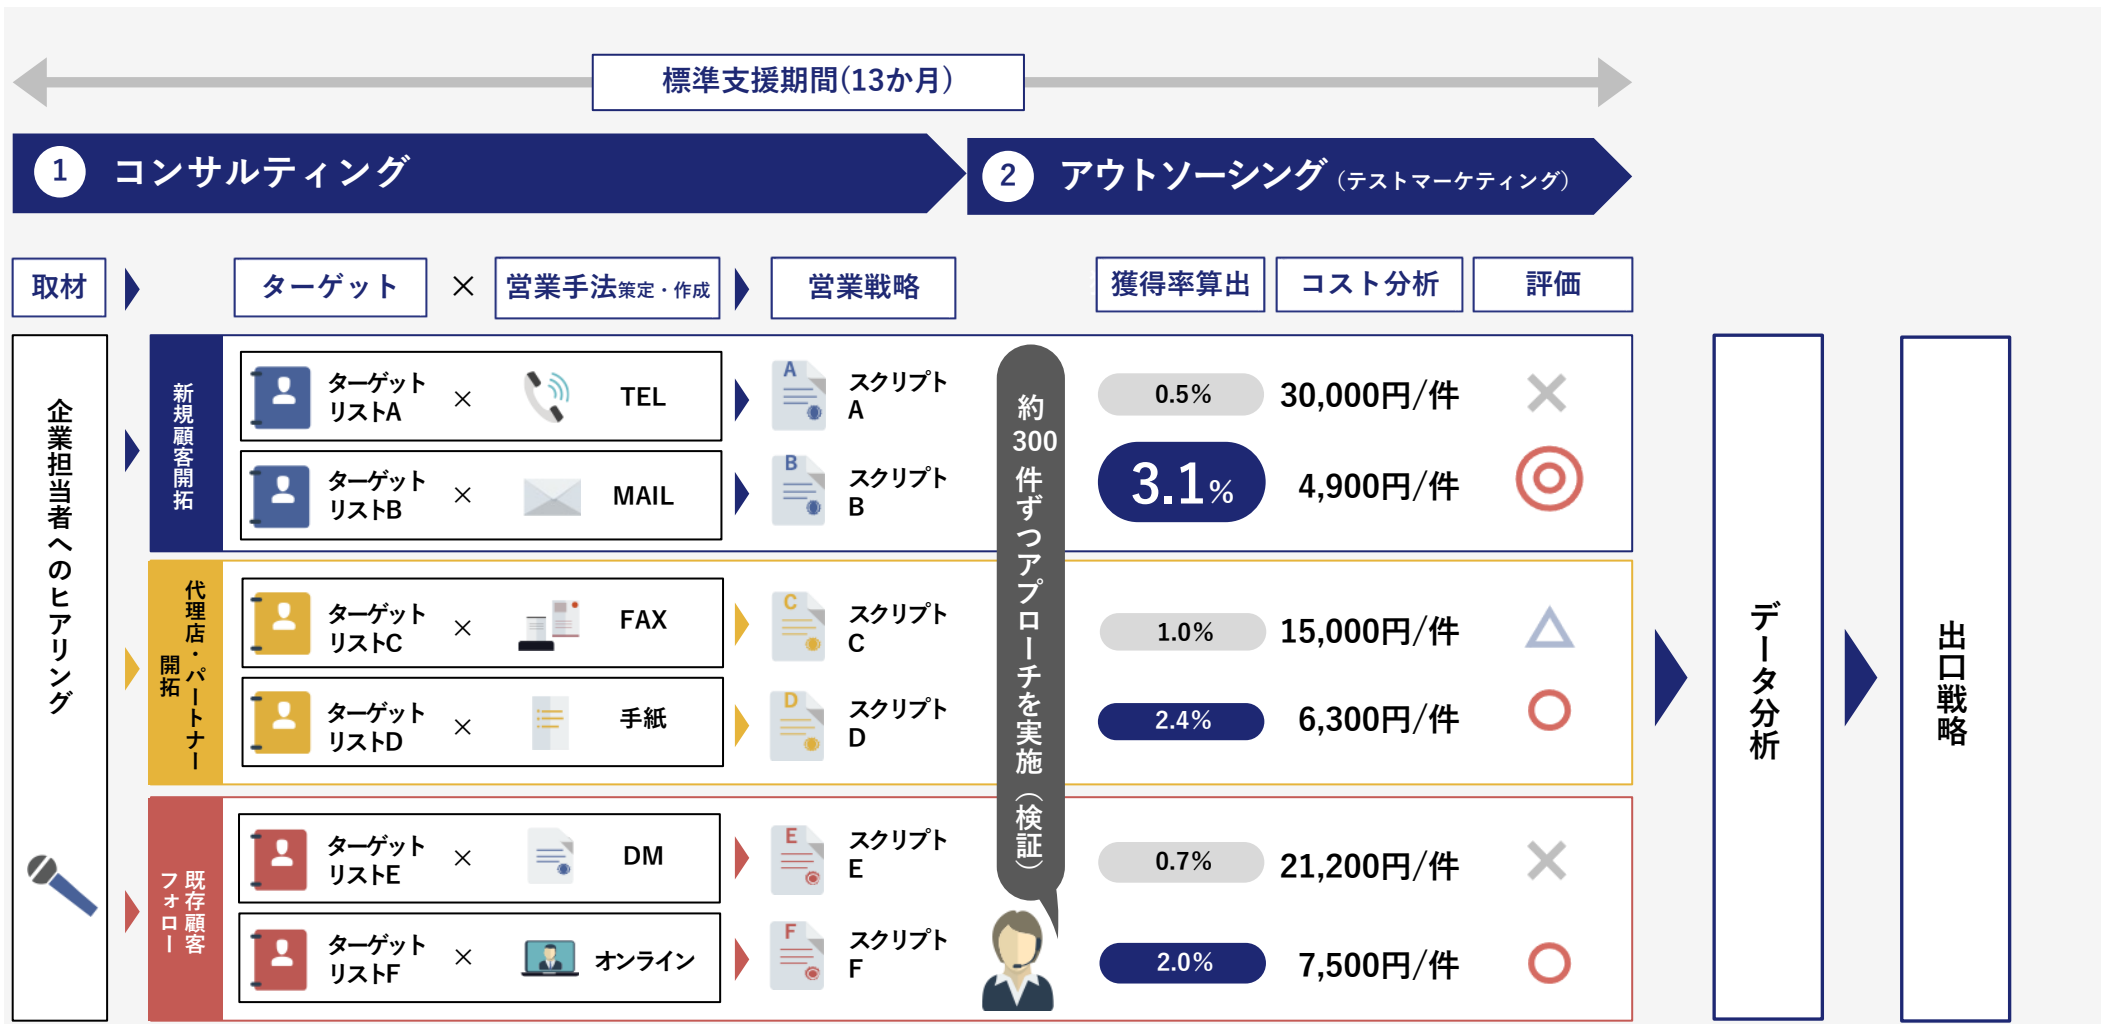 標準支援期間(13か月)
1 コンサルティング
2 アウトソーシング (テストマーケティング)
取材
ターゲット × 営業手法策定・作成
営業戦略
獲得率算出
コスト分析
評価
企業担当者へのヒアリング
新規顧客開拓
ターゲット
リストA
×
TEL
A
スクリプト
A
0.5%
30,000円/件
ターゲット
リストB
×
MAIL
B
スクリプト
B
3.1%
4,900円/件
代理店・パートナー
開拓
ターゲット
リストC
×
FAX
C
スクリプト
C
1.0%
15,000円/件
ターゲット
リストD
×
手紙
D
スクリプト
D
2.4%
6,300円/件
既存顧客
フォロー
ターゲット
リストE
×
DM
E
スクリプト
E
0.7%
21,200円/件
ターゲット
リストF
×
オンライン
F
スクリプト
F
2.0%
7,500円/件
約300件ずつアプローチを実施(検証)
データ分析
出口戦略